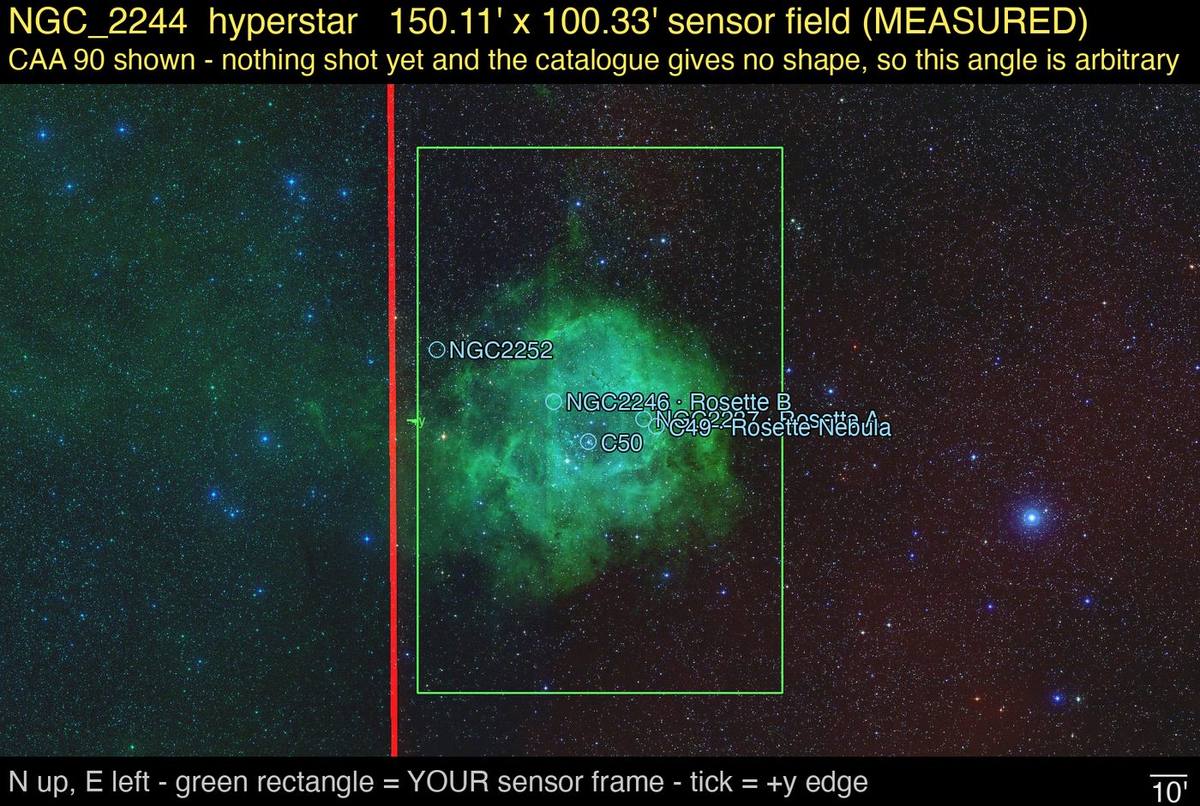 NGC_2244 hyperstar 150.11' x 100.33' sensor field (MEASURED)
CAA 90 shown - nothing shot yet and the catalogue gives no shape, so this angle is arbitrary
NGC2252
NGC2246 · Rosette B
NGC2237 · Rosette A
C49 · Rosette Nebula
+y
C50
N up, E left - green rectangle = YOUR sensor frame - tick = +y edge
10'